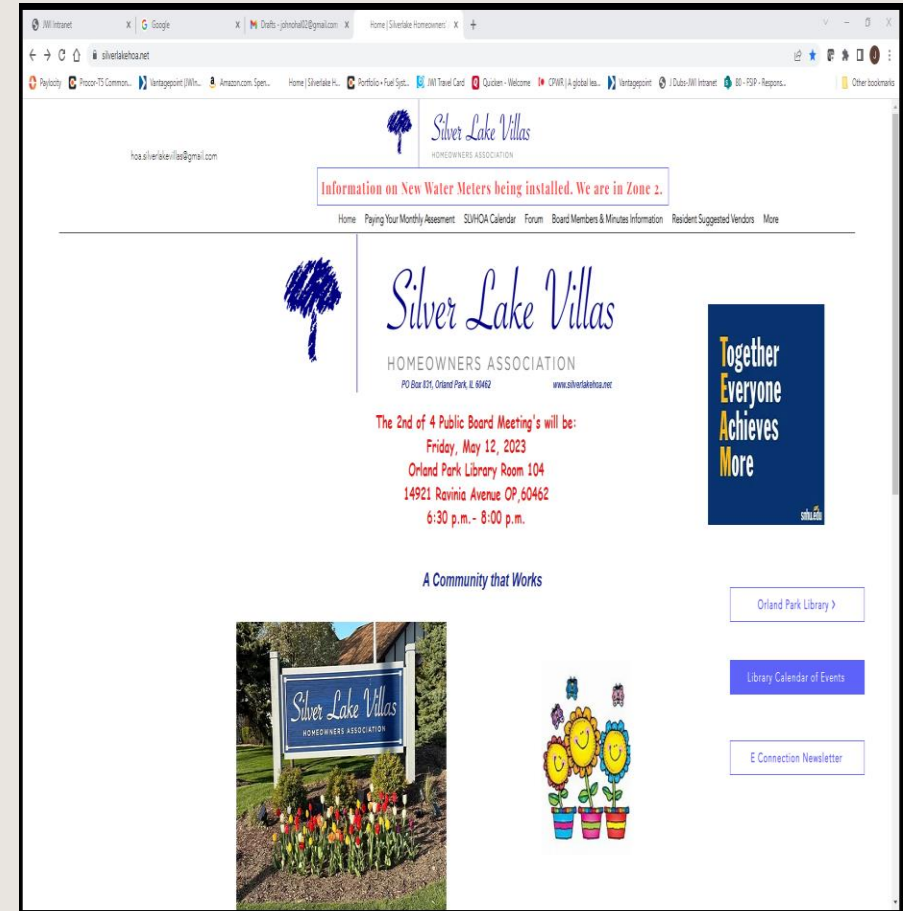 JWI Intranet
Google
Drafts - johnohall02@gmail.com
Home | Silverlake Homeowners'
silverlakehoa.net
Paylocity
Procor-TS Common...
Vantagepoint (JWIn...
Amazon.com. Spen...
Home | Silverlake H...
Portfolio • Fuel Syst...
JWI Travel Card
Quicken - Welcome
CPWR | A global lea...
Vantagepoint
J Dubs-JWI Intranet
80 - FSIP - Respons...
Other bookmarks
hoa.silverlakevillas@gmail.com
Silver Lake Villas
HOMEOWNERS ASSOCIATION
Information on New Water Meters being installed. We are in Zone 2.
Home Paying Your Monthly Assesment SLVHOA Calendar Forum Board Members & Minutes Information Resident Suggested Vendors More
Silver Lake Villas
HOMEOWNERS ASSOCIATION
PO Box 831, Orland Park, IL 60462 www.silverlakehoa.net
Together
Everyone
Achieves
More
snhu.edu
The 2nd of 4 Public Board Meeting's will be:
Friday, May 12, 2023
Orland Park Library Room 104
14921 Ravinia Avenue OP,60462
6:30 p.m.- 8:00 p.m.
A Community that Works
Orland Park Library >
Library Calendar of Events
E Connection Newsletter
Silver Lake Villas
HOMEOWNERS ASSOCIATION